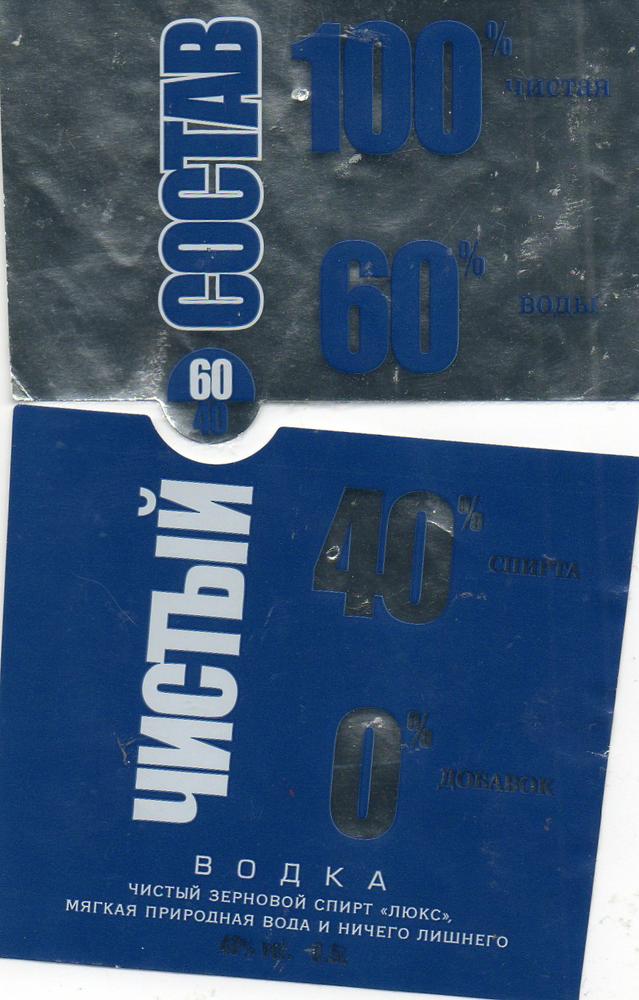 СОСТАВ
100% чистая
60% воды
60
40
ЧИСТЫЙ
40% СПИРТА
0% ДОБАВОК
ВОДКА
ЧИСТЫЙ ЗЕРНОВОЙ СПИРТ «ЛЮКС»,
МЯГКАЯ ПРИРОДНАЯ ВОДА И НИЧЕГО ЛИШНЕГО